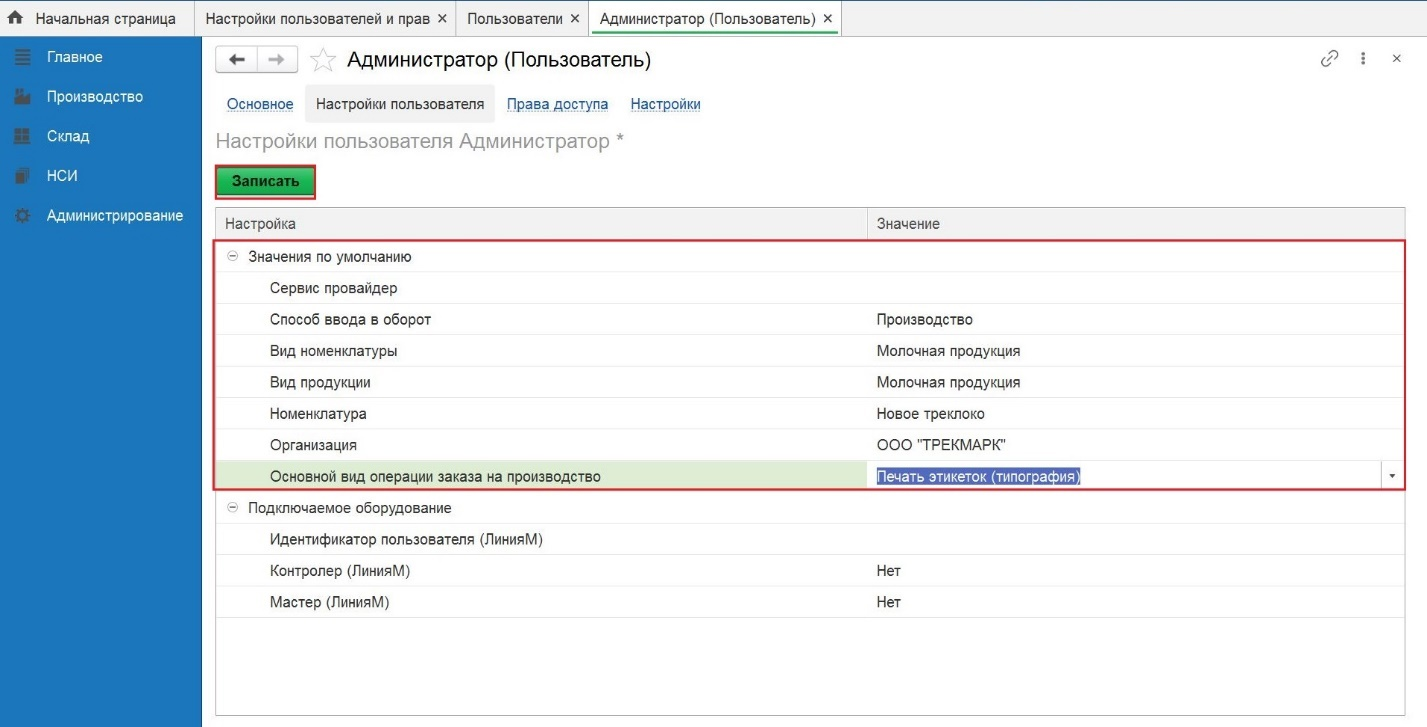 Начальная страница
Настройки пользователей и прав
Пользователи
Администратор (Пользователь)
Главное
Производство
Склад
НСИ
Администрирование
Администратор (Пользователь)
Основное Настройки пользователя Права доступа Настройки
Настройки пользователя Администратор *
Записать
Настройка Значение
Значения по умолчанию
Сервис провайдер
Способ ввода в оборот Производство
Вид номенклатуры Молочная продукция
Вид продукции Молочная продукция
Номенклатура Новое треклоко
Организация ООО "ТРЕКМАРК"
Основной вид операции заказа на производство Печать этикеток (типография)
Подключаемое оборудование
Идентификатор пользователя (ЛинияМ)
Контролер (ЛинияМ) Нет
Мастер (ЛинияМ) Нет